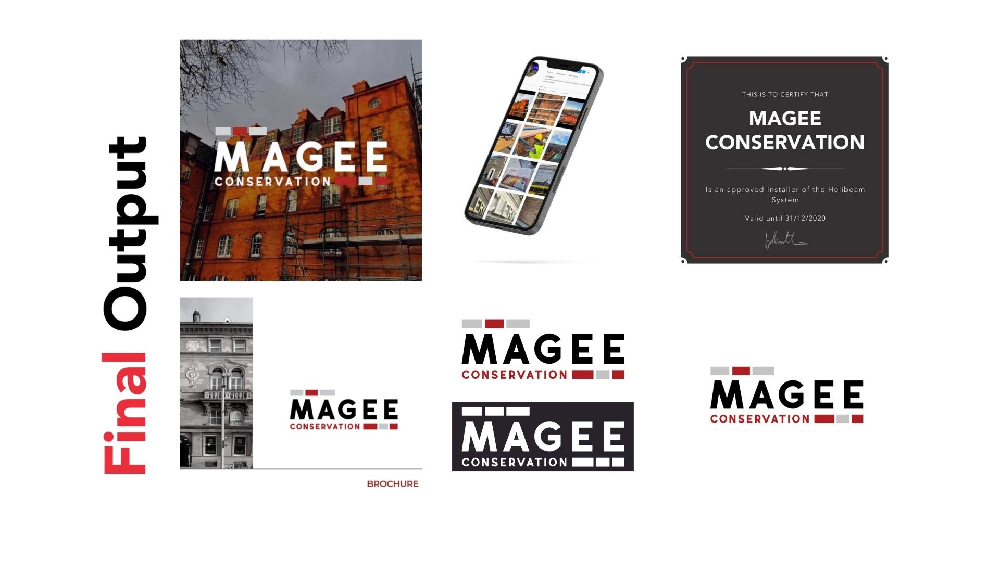 Final Output
MAGEE
CONSERVATION
THIS IS TO CERTIFY THAT
MAGEE
CONSERVATION
Is an approved Installer of the Helibeam
System
Valid until 31/12/2020
MAGEE
CONSERVATION
BROCHURE
MAGEE
CONSERVATION
MAGEE
CONSERVATION
MAGEE
CONSERVATION